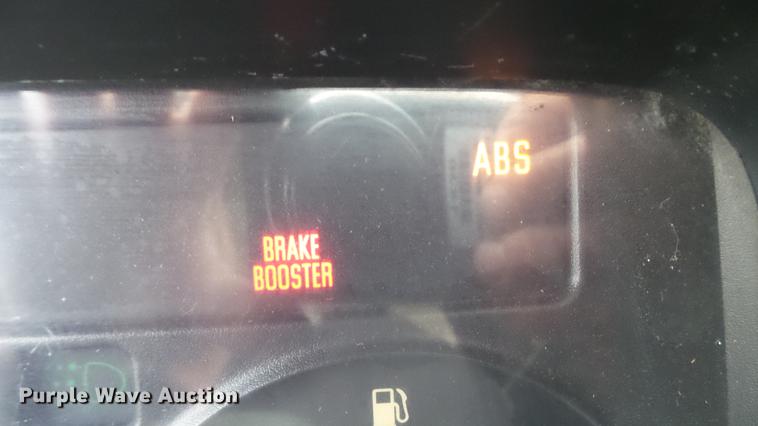 ABS
BRAKE
BOOSTER
Purple Wave Auction